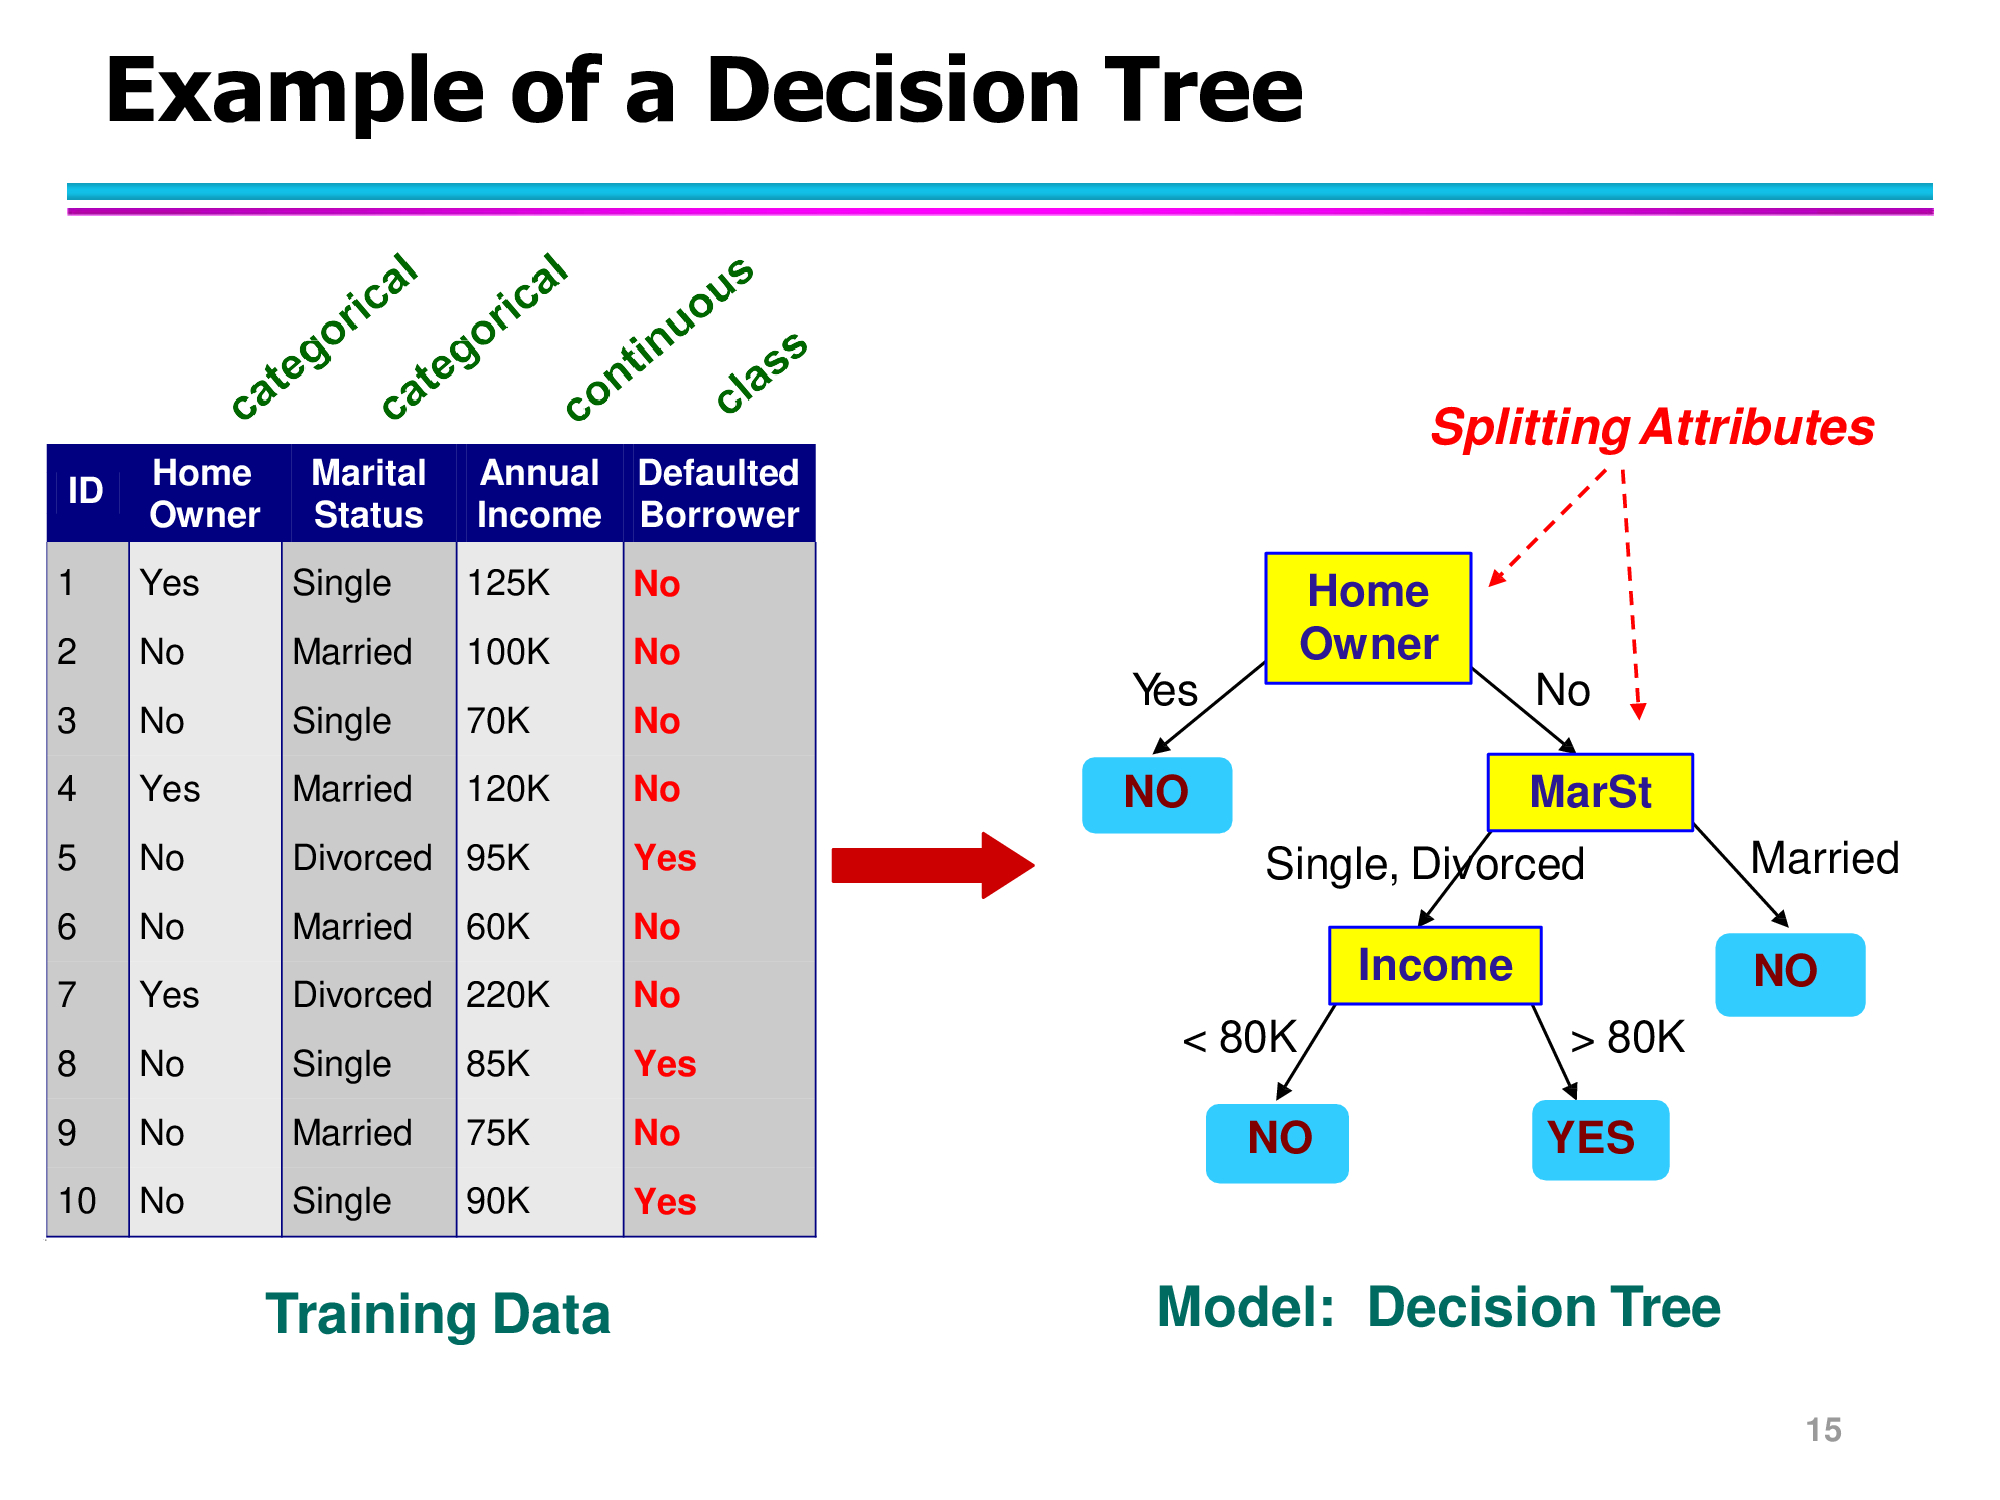 Example of a Decision Tree
categorical
categorical
continuous
class
ID Home Owner Marital Status Annual Income Defaulted Borrower
1 Yes Single 125K No
2 No Married 100K No
3 No Single 70K No
4 Yes Married 120K No
5 No Divorced 95K Yes
6 No Married 60K No
7 Yes Divorced 220K No
8 No Single 85K Yes
9 No Married 75K No
10 No Single 90K Yes
Training Data
Splitting Attributes
Home
Owner
Yes
No
NO
MarSt
Single, Divorced
Married
Income
NO
< 80K
> 80K
NO
YES
Model: Decision Tree
15